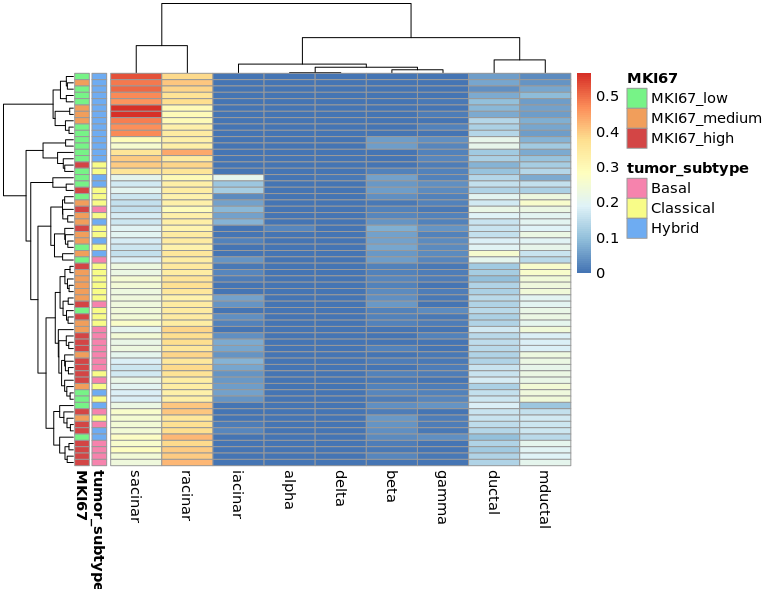 MKI67
MKI67_low
MKI67_medium
MKI67_high
tumor_subtype
Basal
Classical
Hybrid
0.5
0.4
0.3
0.2
0.1
0
MKI67
tumor_subtype
sacinar
racinar
iacinar
alpha
delta
beta
gamma
ductal
mductal